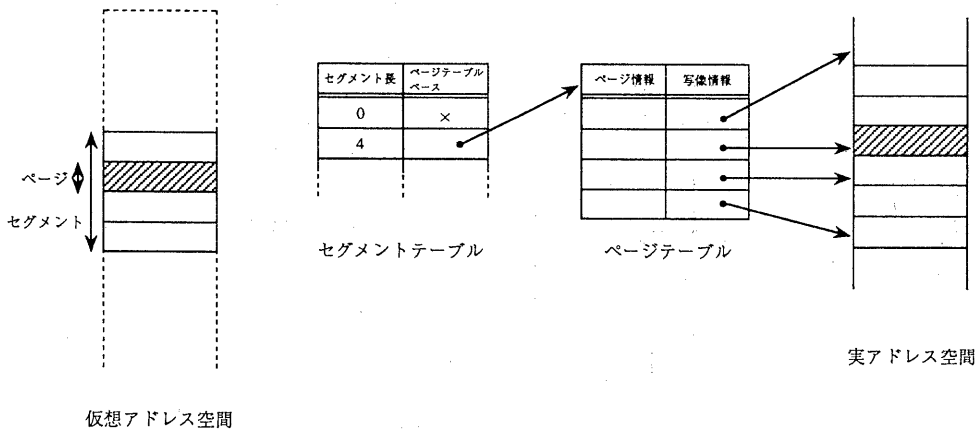 ページ
セグメント
仮想アドレス空間
セグメント長 ページテーブル
ベース
0 ×
4
セグメントテーブル
ページ情報 写像情報
ページテーブル
実アドレス空間